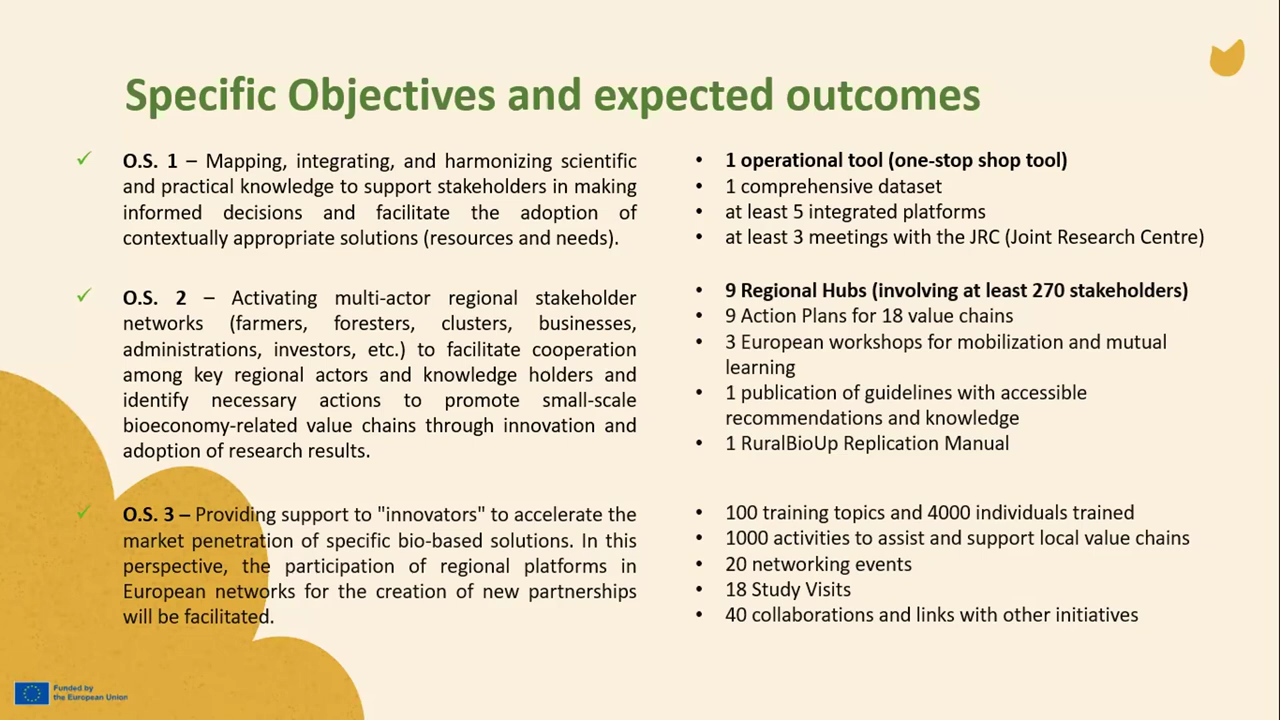 Specific Objectives and expected outcomes
✓ O.S. 1 – Mapping, integrating, and harmonizing scientific
and practical knowledge to support stakeholders in making
informed decisions and facilitate the adoption of
contextually appropriate solutions (resources and needs).
✓ O.S. 2 – Activating multi-actor regional stakeholder
networks (farmers, foresters, clusters, businesses,
administrations, investors, etc.) to facilitate cooperation
among key regional actors and knowledge holders and
identify necessary actions to promote small-scale
bioeconomy-related value chains through innovation and
adoption of research results.
✓ O.S. 3 – Providing support to "innovators" to accelerate the
market penetration of specific bio-based solutions. In this
perspective, the participation of regional platforms in
European networks for the creation of new partnerships
will be facilitated.
• 1 operational tool (one-stop shop tool)
• 1 comprehensive dataset
• at least 5 integrated platforms
• at least 3 meetings with the JRC (Joint Research Centre)
• 9 Regional Hubs (involving at least 270 stakeholders)
• 9 Action Plans for 18 value chains
• 3 European workshops for mobilization and mutual
learning
• 1 publication of guidelines with accessible
recommendations and knowledge
• 1 RuralBioUp Replication Manual
• 100 training topics and 4000 individuals trained
• 1000 activities to assist and support local value chains
• 20 networking events
• 18 Study Visits
• 40 collaborations and links with other initiatives
Funded by
the European Union